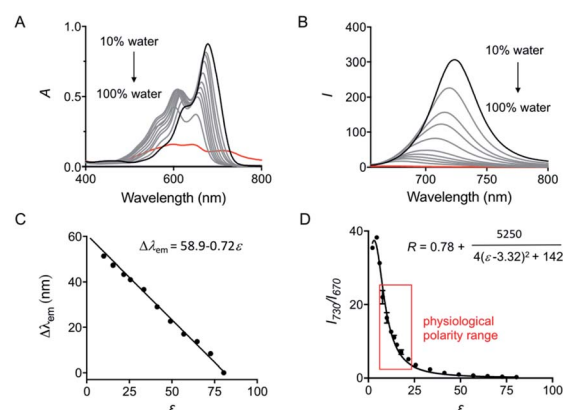 A
1.0
0.5
0.0
A
10% water
100% water
400
600
800
Wavelength (nm)
B
400
300
200
100
0
I
10% water
100% water
700
750
800
Wavelength (nm)
C
60
40
20
0
Δλem (nm)
Δλem = 58.9-0.72ε
0
25
50
75
100
ε
D
40
20
0
I730/I670
R = 0.78 + 5250
4(ε-3.32)² + 142
physiological
polarity range
0
25
50
75
100
ε